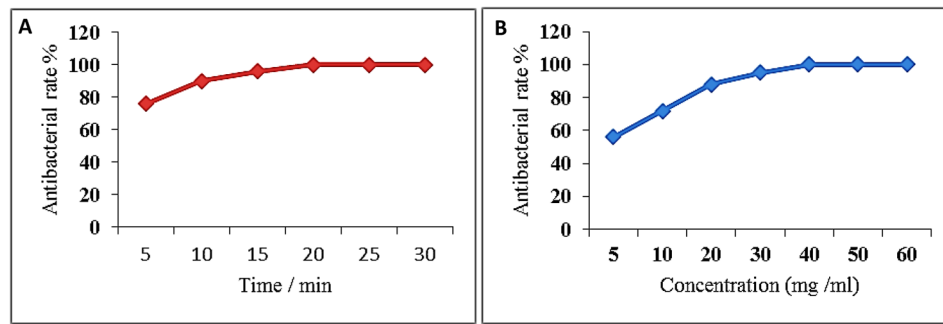 A
Antibacterial rate %
120
100
80
60
40
20
0
5 10 15 20 25 30
Time / min
B
Antibacterial rate %
120
100
80
60
40
20
0
5 10 20 30 40 50 60
Concentration (mg /ml)